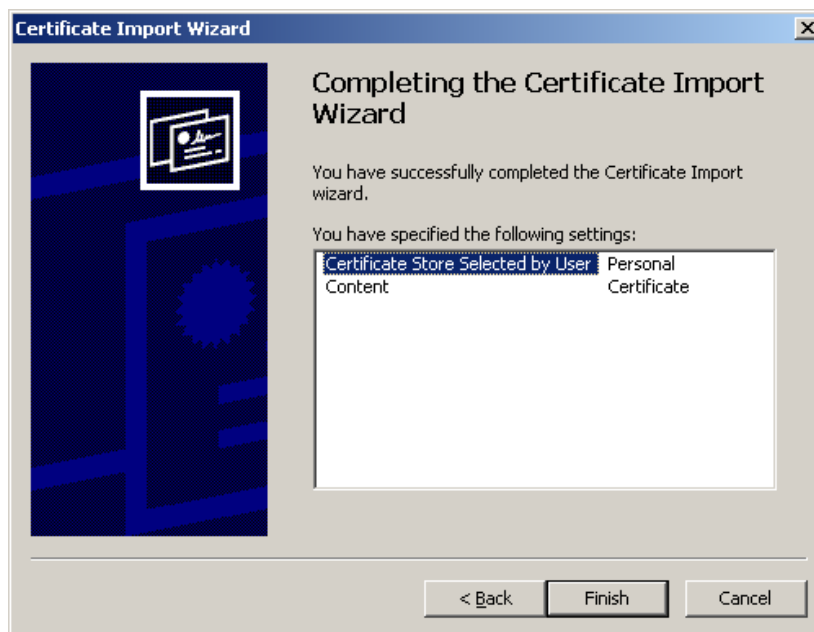 Certificate Import Wizard
Completing the Certificate Import
Wizard
You have successfully completed the Certificate Import
wizard.
You have specified the following settings:
Certificate Store Selected by User Personal
Content Certificate
< Back Finish Cancel